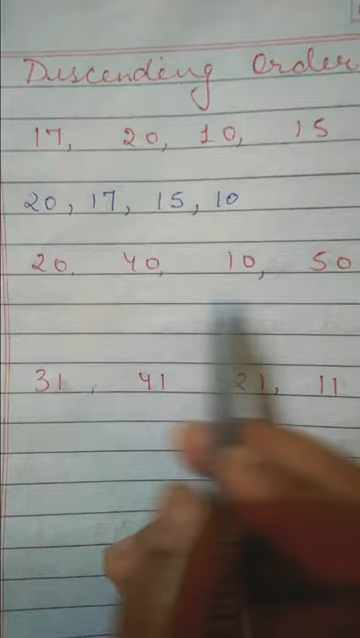 Descending Order
17, 20, 10, 15
20, 17, 15, 10
20, 40, 10, 50
31, 41 21, 11